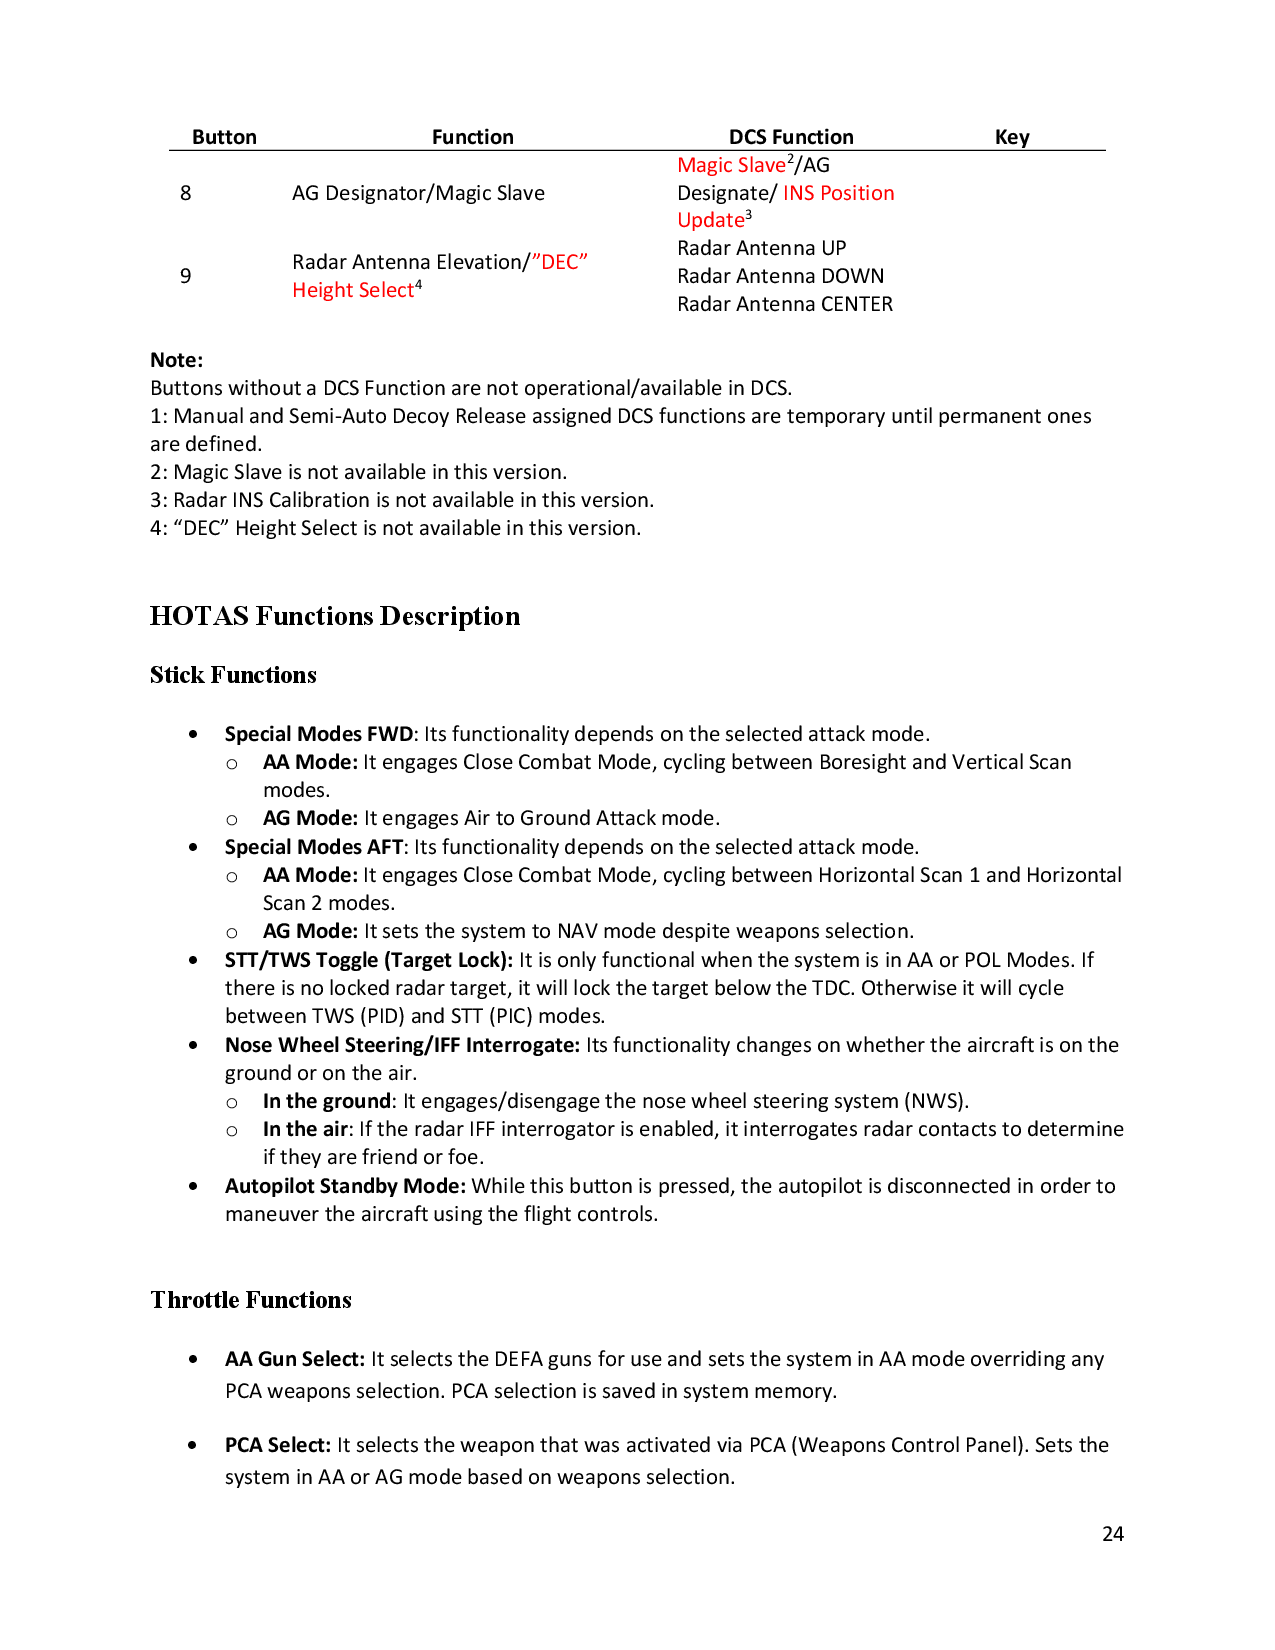 Button Function DCS Function Key
Magic Slave2/AG
8 AG Designator/Magic Slave Designate/ INS Position
Update3
Radar Antenna UP
Radar Antenna Elevation/”DEC”
9 Radar Antenna DOWN
Height Select4
Radar Antenna CENTER
Note:
Buttons without a DCS Function are not operational/available in DCS.
1: Manual and Semi-Auto Decoy Release assigned DCS functions are temporary until permanent ones
are defined.
2: Magic Slave is not available in this version.
3: Radar INS Calibration is not available in this version.
4: “DEC” Height Select is not available in this version.
HOTAS Functions Description
Stick Functions
• Special Modes FWD: Its functionality depends on the selected attack mode.
o AA Mode: It engages Close Combat Mode, cycling between Boresight and Vertical Scan
modes.
o AG Mode: It engages Air to Ground Attack mode.
• Special Modes AFT: Its functionality depends on the selected attack mode.
o AA Mode: It engages Close Combat Mode, cycling between Horizontal Scan 1 and Horizontal
Scan 2 modes.
o AG Mode: It sets the system to NAV mode despite weapons selection.
• STT/TWS Toggle (Target Lock): It is only functional when the system is in AA or POL Modes. If
there is no locked radar target, it will lock the target below the TDC. Otherwise it will cycle
between TWS (PID) and STT (PIC) modes.
• Nose Wheel Steering/IFF Interrogate: Its functionality changes on whether the aircraft is on the
ground or on the air.
o In the ground: It engages/disengage the nose wheel steering system (NWS).
o In the air: If the radar IFF interrogator is enabled, it interrogates radar contacts to determine
if they are friend or foe.
• Autopilot Standby Mode: While this button is pressed, the autopilot is disconnected in order to
maneuver the aircraft using the flight controls.
Throttle Functions
• AA Gun Select: It selects the DEFA guns for use and sets the system in AA mode overriding any
PCA weapons selection. PCA selection is saved in system memory.
• PCA Select: It selects the weapon that was activated via PCA (Weapons Control Panel). Sets the
system in AA or AG mode based on weapons selection.
24